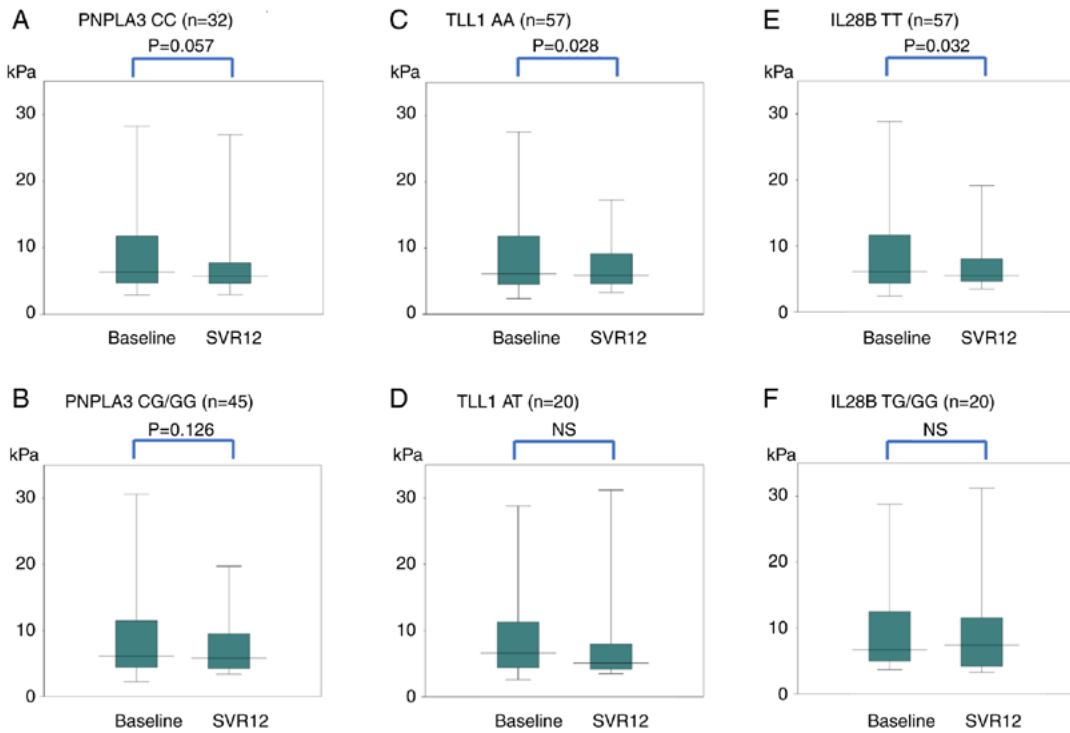 A PNPLA3 CC (n=32)
P=0.057
kPa
30
20
10
0
Baseline SVR12
C TLL1 AA (n=57)
P=0.028
kPa
30
20
10
0
Baseline SVR12
E IL28B TT (n=57)
P=0.032
kPa
30
20
10
0
Baseline SVR12
B PNPLA3 CG/GG (n=45)
P=0.126
kPa
30
20
10
0
Baseline SVR12
D TLL1 AT (n=20)
NS
kPa
30
20
10
0
Baseline SVR12
F IL28B TG/GG (n=20)
NS
kPa
30
20
10
0
Baseline SVR12